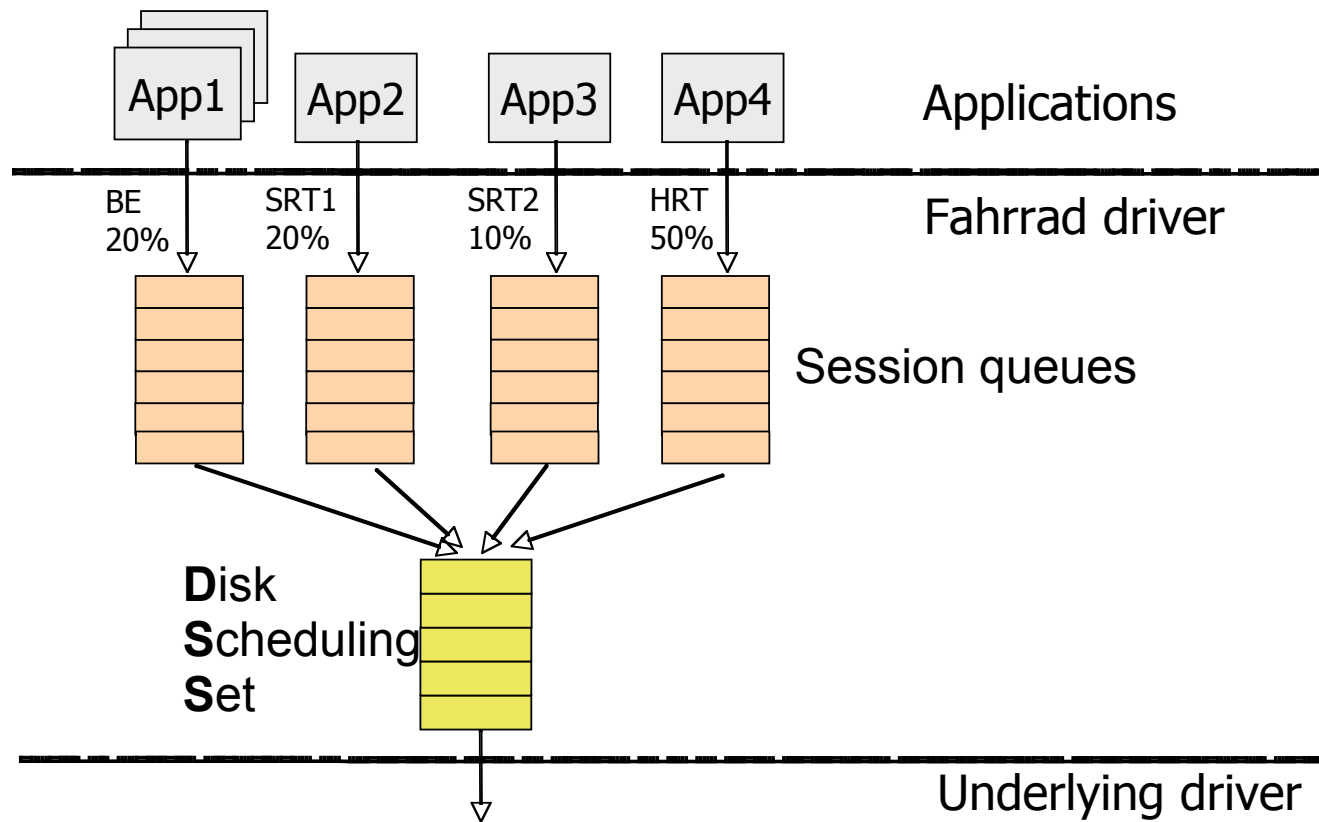 App1
App2
App3
App4
Applications
BE
20%
SRT1
20%
SRT2
10%
HRT
50%
Fahrrad driver
Session queues
Disk
Scheduling
Set
Underlying driver